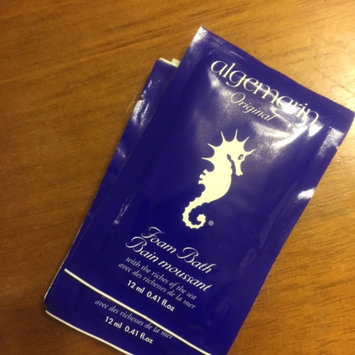 algemarin
Original
®
Foam Bath
Bain moussant
with the riches of the sea
avec des richesses de la mer
12 ml 0.41 fl.oz
avec des richesses de la mer
12 ml 0.41 fl.oz